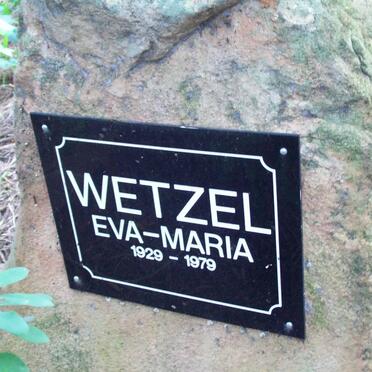 WETZEL
EVA-MARIA
1929 - 1979